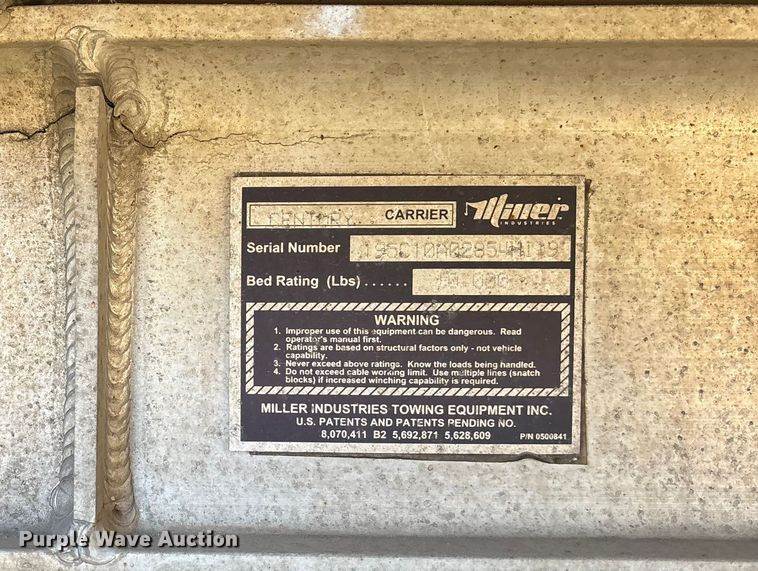 CENTURY CARRIER Miller
INDUSTRIES
Serial Number
Bed Rating (Lbs)......
WARNING
1. Improper use of this equipment can be dangerous. Read
operator's manual first.
2. Ratings are based on structural factors only - not vehicle
capability.
3. Never exceed above ratings. Know the loads being handled.
4. Do not exceed cable working limit. Use multiple lines (snatch
blocks) if increased winching capability is required.
MILLER INDUSTRIES TOWING EQUIPMENT INC.
U.S. PATENTS AND PATENTS PENDING NO.
8,070,411 B2 5,692,871 5,628,609 P/N 0500841
Purple Wave Auction